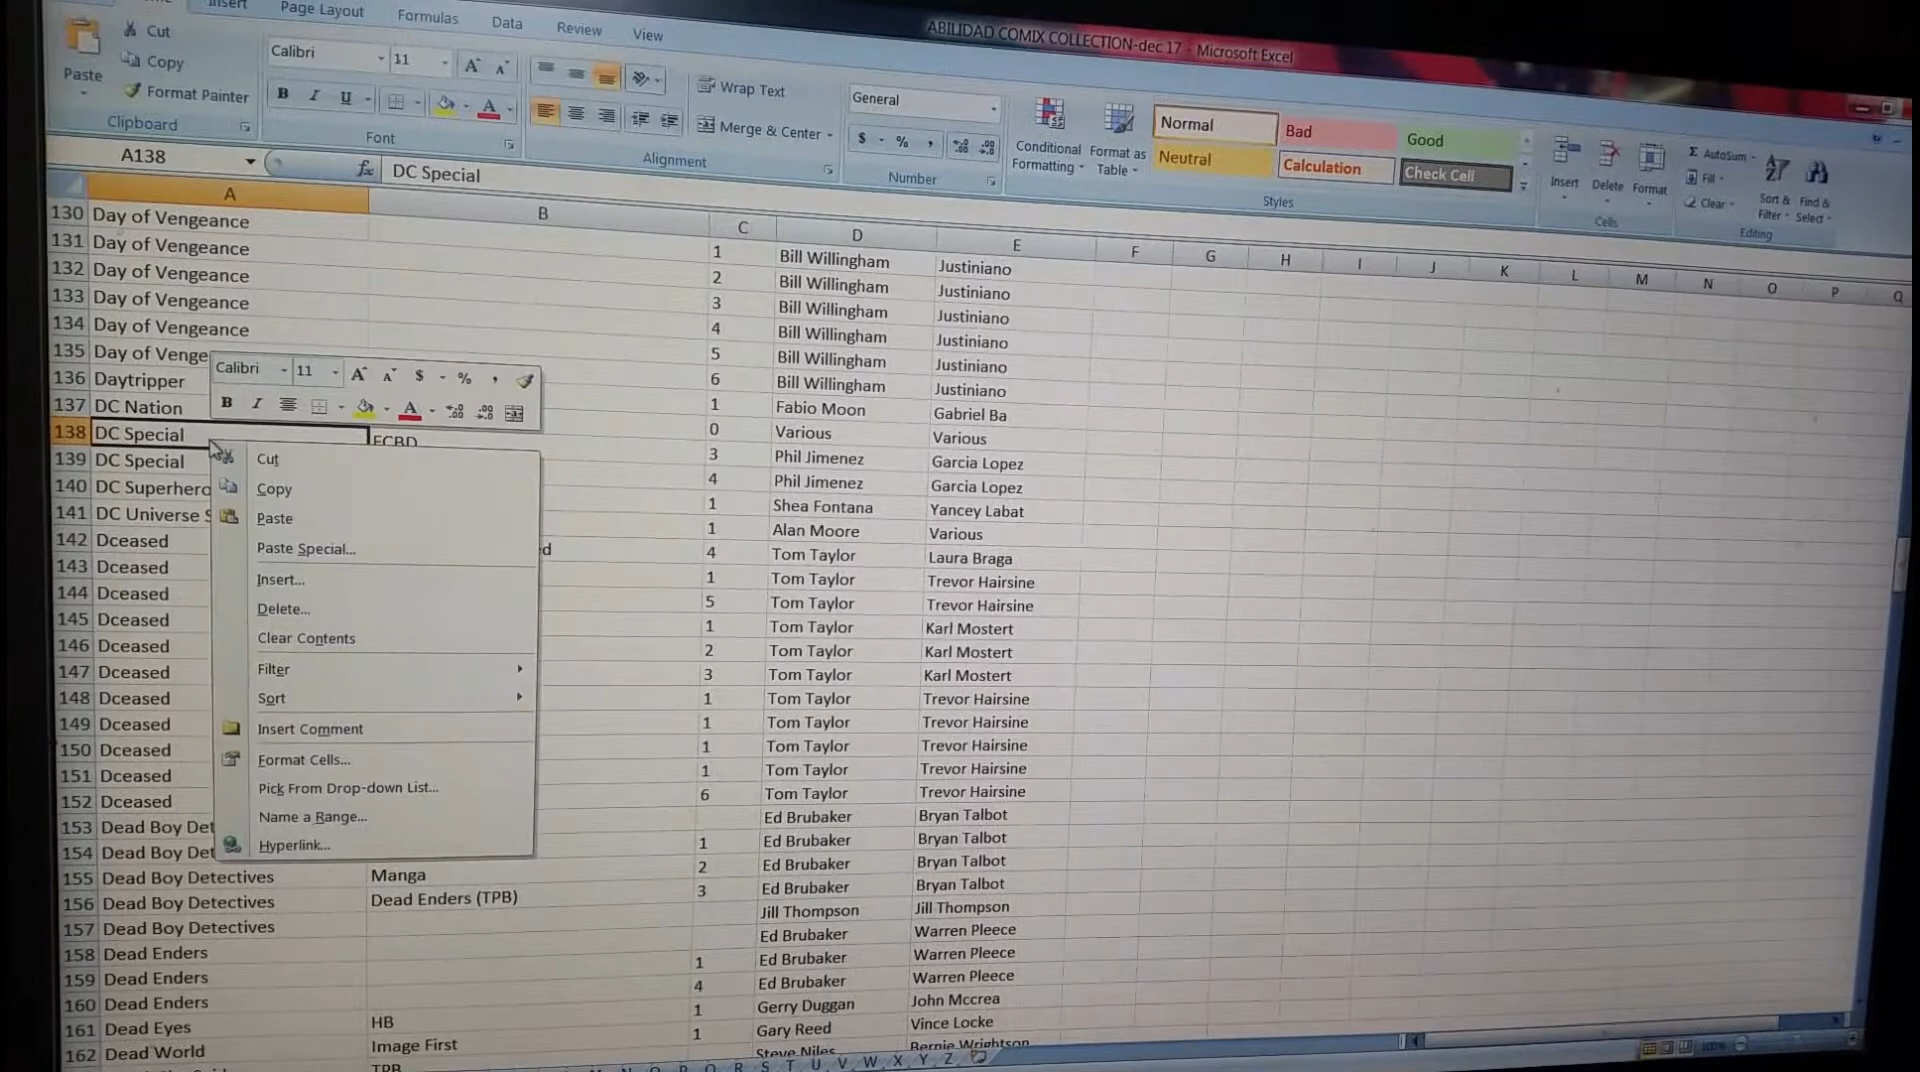 ABILIDAD COMIX COLLECTION-dec 17 - Microsoft Excel
Insert Page Layout Formulas Data Review View
Paste Cut Copy Format Painter
Clipboard
Calibri 11
B I U
Font
Wrap Text
Merge & Center
Alignment
General
$ % ,
Number
Conditional Formatting Format as Table
Normal Bad Good
Neutral Calculation Check Cell
Styles
Insert Delete Format
Cells
Σ AutoSum
Fill
Clear
Sort & Filter Find & Select
Editing
A138 fx DC Special
A B C D E F G H I J K L M N O P Q
130 Day of Vengeance 1 Bill Willingham Justiniano
131 Day of Vengeance 2 Bill Willingham Justiniano
132 Day of Vengeance 3 Bill Willingham Justiniano
133 Day of Vengeance 4 Bill Willingham Justiniano
134 Day of Vengeance 5 Bill Willingham Justiniano
135 Day of Venge 6 Bill Willingham Justiniano
136 Daytripper 1 Fabio Moon Gabriel Ba
137 DC Nation 0 Various Various
138 DC Special FCBD 3 Phil Jimenez Garcia Lopez
139 DC Special 4 Phil Jimenez Garcia Lopez
140 DC Superhero 1 Shea Fontana Yancey Labat
141 DC Universe S 1 Alan Moore Various
142 Dceased ed 4 Tom Taylor Laura Braga
143 Dceased 1 Tom Taylor Trevor Hairsine
144 Dceased 5 Tom Taylor Trevor Hairsine
145 Dceased 1 Tom Taylor Karl Mostert
146 Dceased 2 Tom Taylor Karl Mostert
147 Dceased 3 Tom Taylor Karl Mostert
148 Dceased 1 Tom Taylor Trevor Hairsine
149 Dceased 1 Tom Taylor Trevor Hairsine
150 Dceased 1 Tom Taylor Trevor Hairsine
151 Dceased 1 Tom Taylor Trevor Hairsine
152 Dceased 6 Tom Taylor Trevor Hairsine
153 Dead Boy Det Ed Brubaker Bryan Talbot
154 Dead Boy Det 1 Ed Brubaker Bryan Talbot
155 Dead Boy Detectives Manga 2 Ed Brubaker Bryan Talbot
156 Dead Boy Detectives Dead Enders (TPB) 3 Ed Brubaker Bryan Talbot
157 Dead Boy Detectives Jill Thompson Jill Thompson
158 Dead Enders Ed Brubaker Warren Pleece
159 Dead Enders 1 Ed Brubaker Warren Pleece
160 Dead Enders 4 Ed Brubaker Warren Pleece
161 Dead Eyes HB 1 Gerry Duggan John Mccrea
162 Dead World Image First 1 Gary Reed Vince Locke
TPB Steve Niles Bernie Wrightson
Calibri 11 A A $ % ,
B I A
Cut
Copy
Paste
Paste Special...
Insert...
Delete...
Clear Contents
Filter
Sort
Insert Comment
Format Cells...
Pick From Drop-down List...
Name a Range...
Hyperlink...
O P Q R S T U V W X Y Z
100%